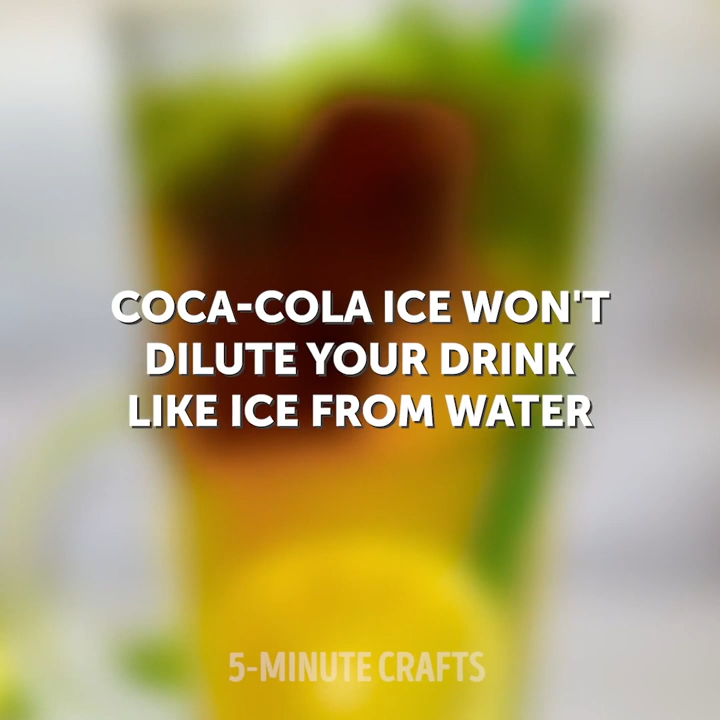 COCA-COLA ICE WON'T
DILUTE YOUR DRINK
LIKE ICE FROM WATER
5-MINUTE CRAFTS